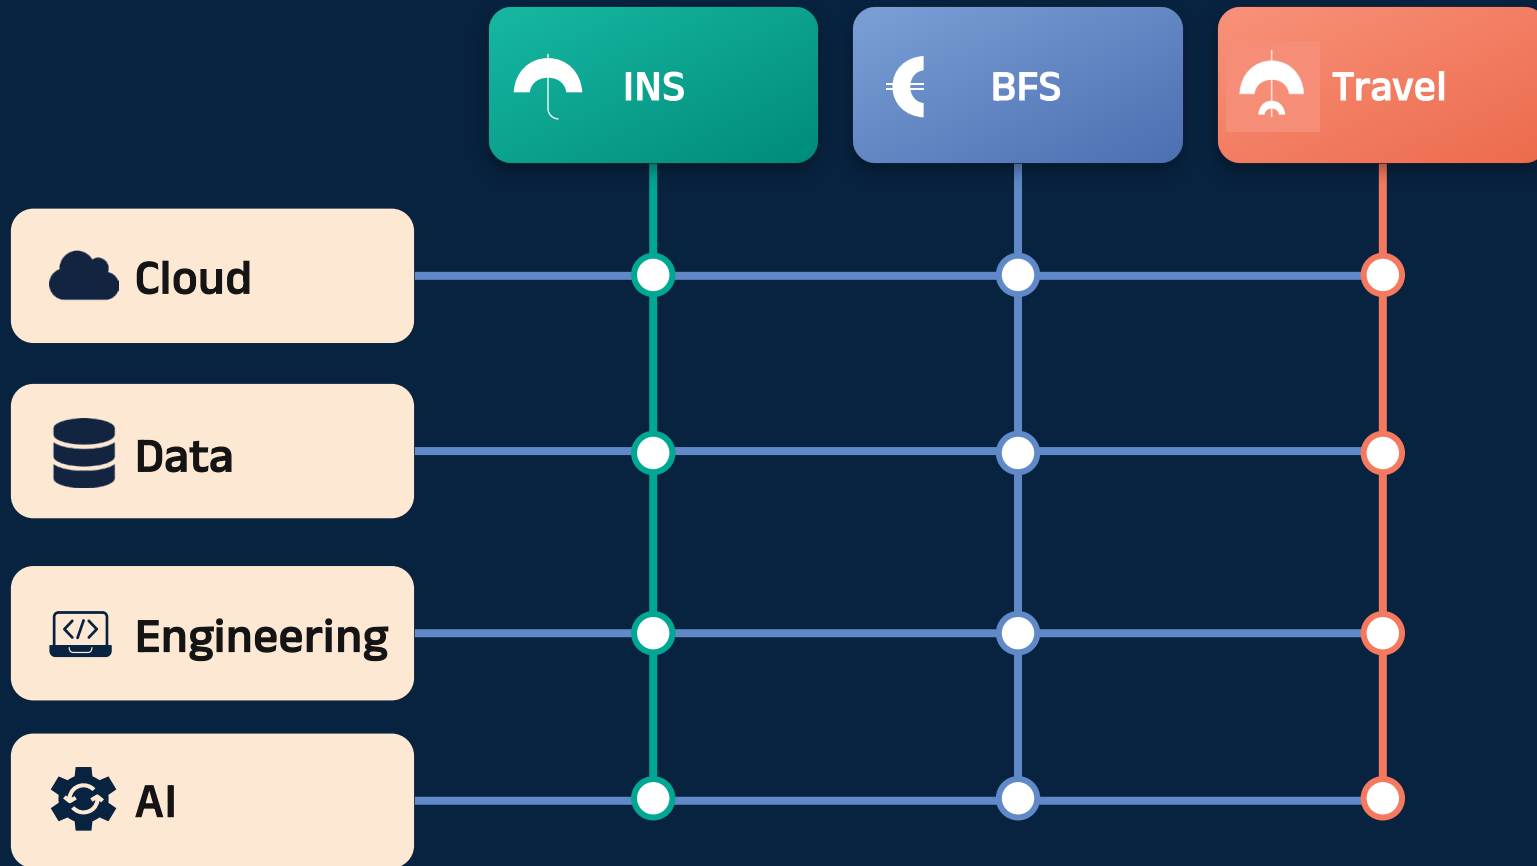 INS
BFS
Travel
Cloud
Data
Engineering
AI